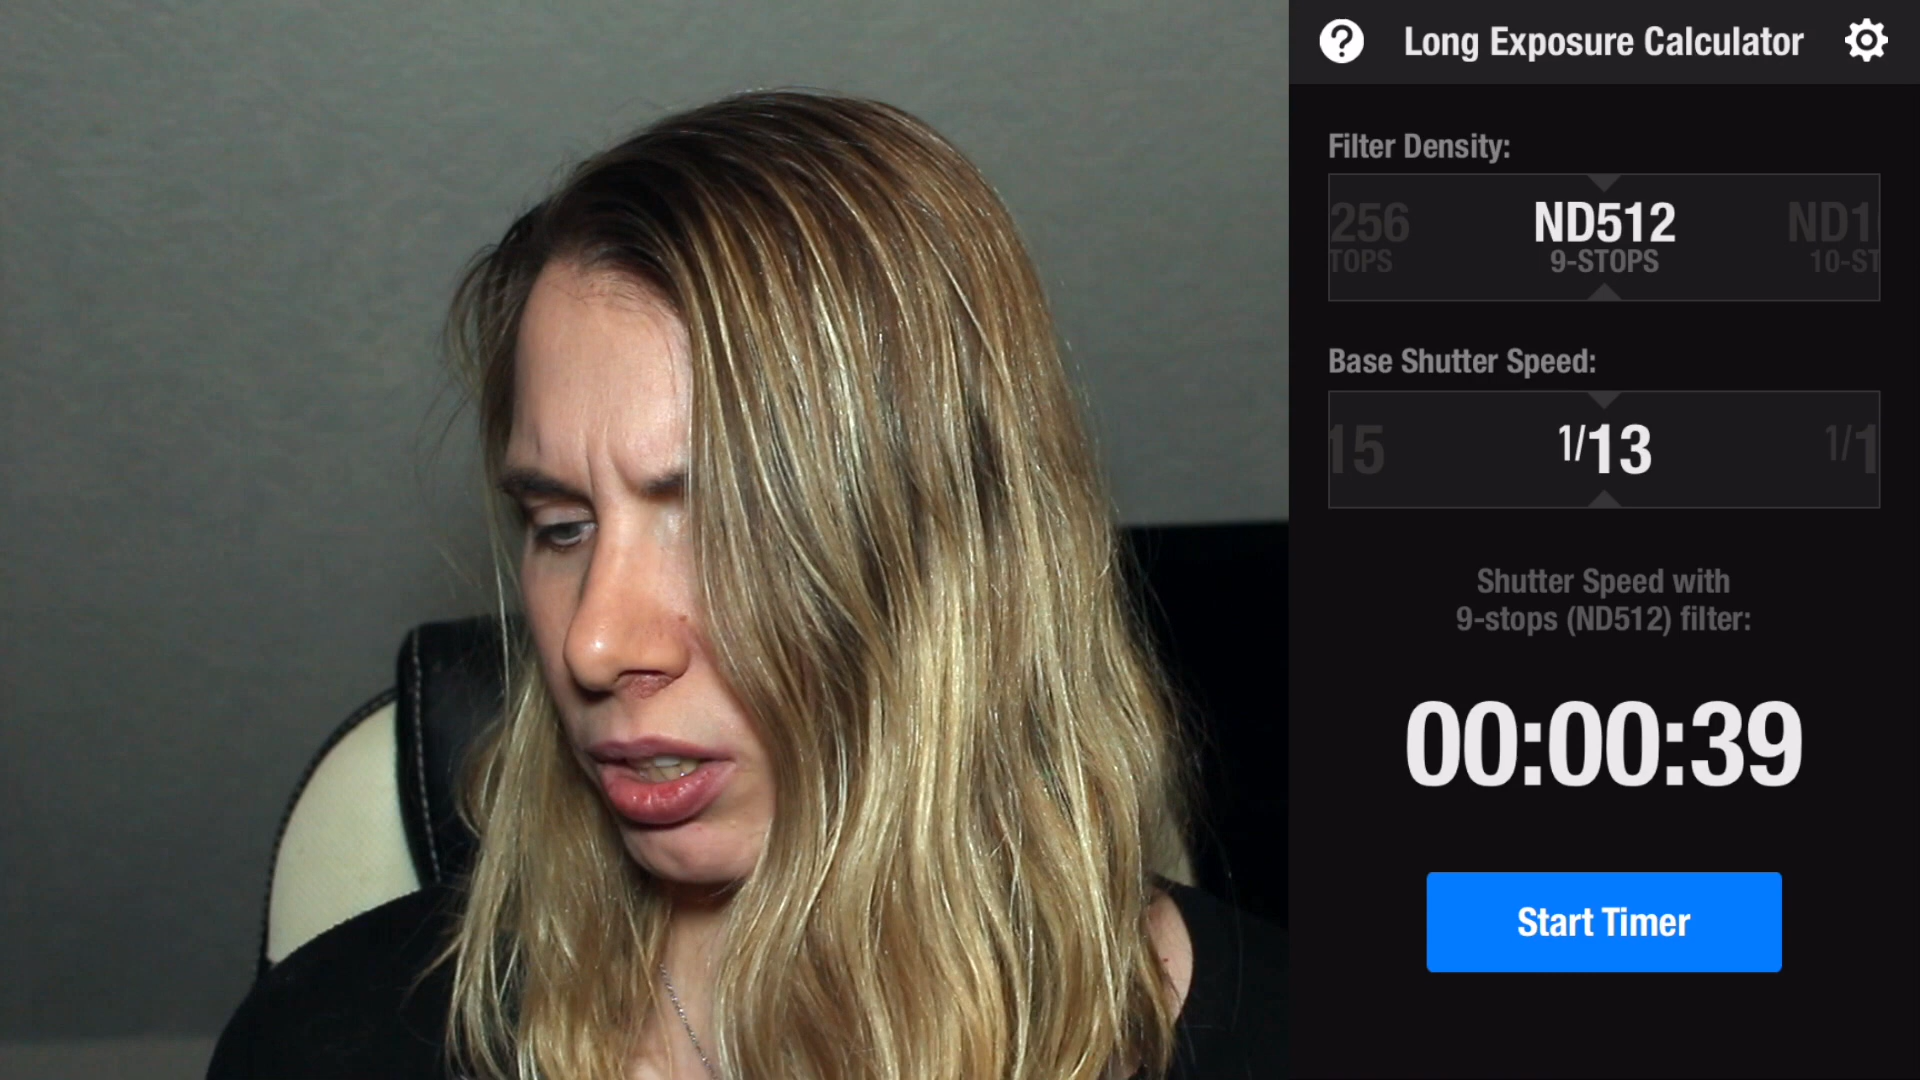 Long Exposure Calculator
Filter Density:
256 ND512 ND1
TOPS 9-STOPS 10-ST
Base Shutter Speed:
15 1/13 1/1
Shutter Speed with
9-stops (ND512) filter:
00:00:39
Start Timer